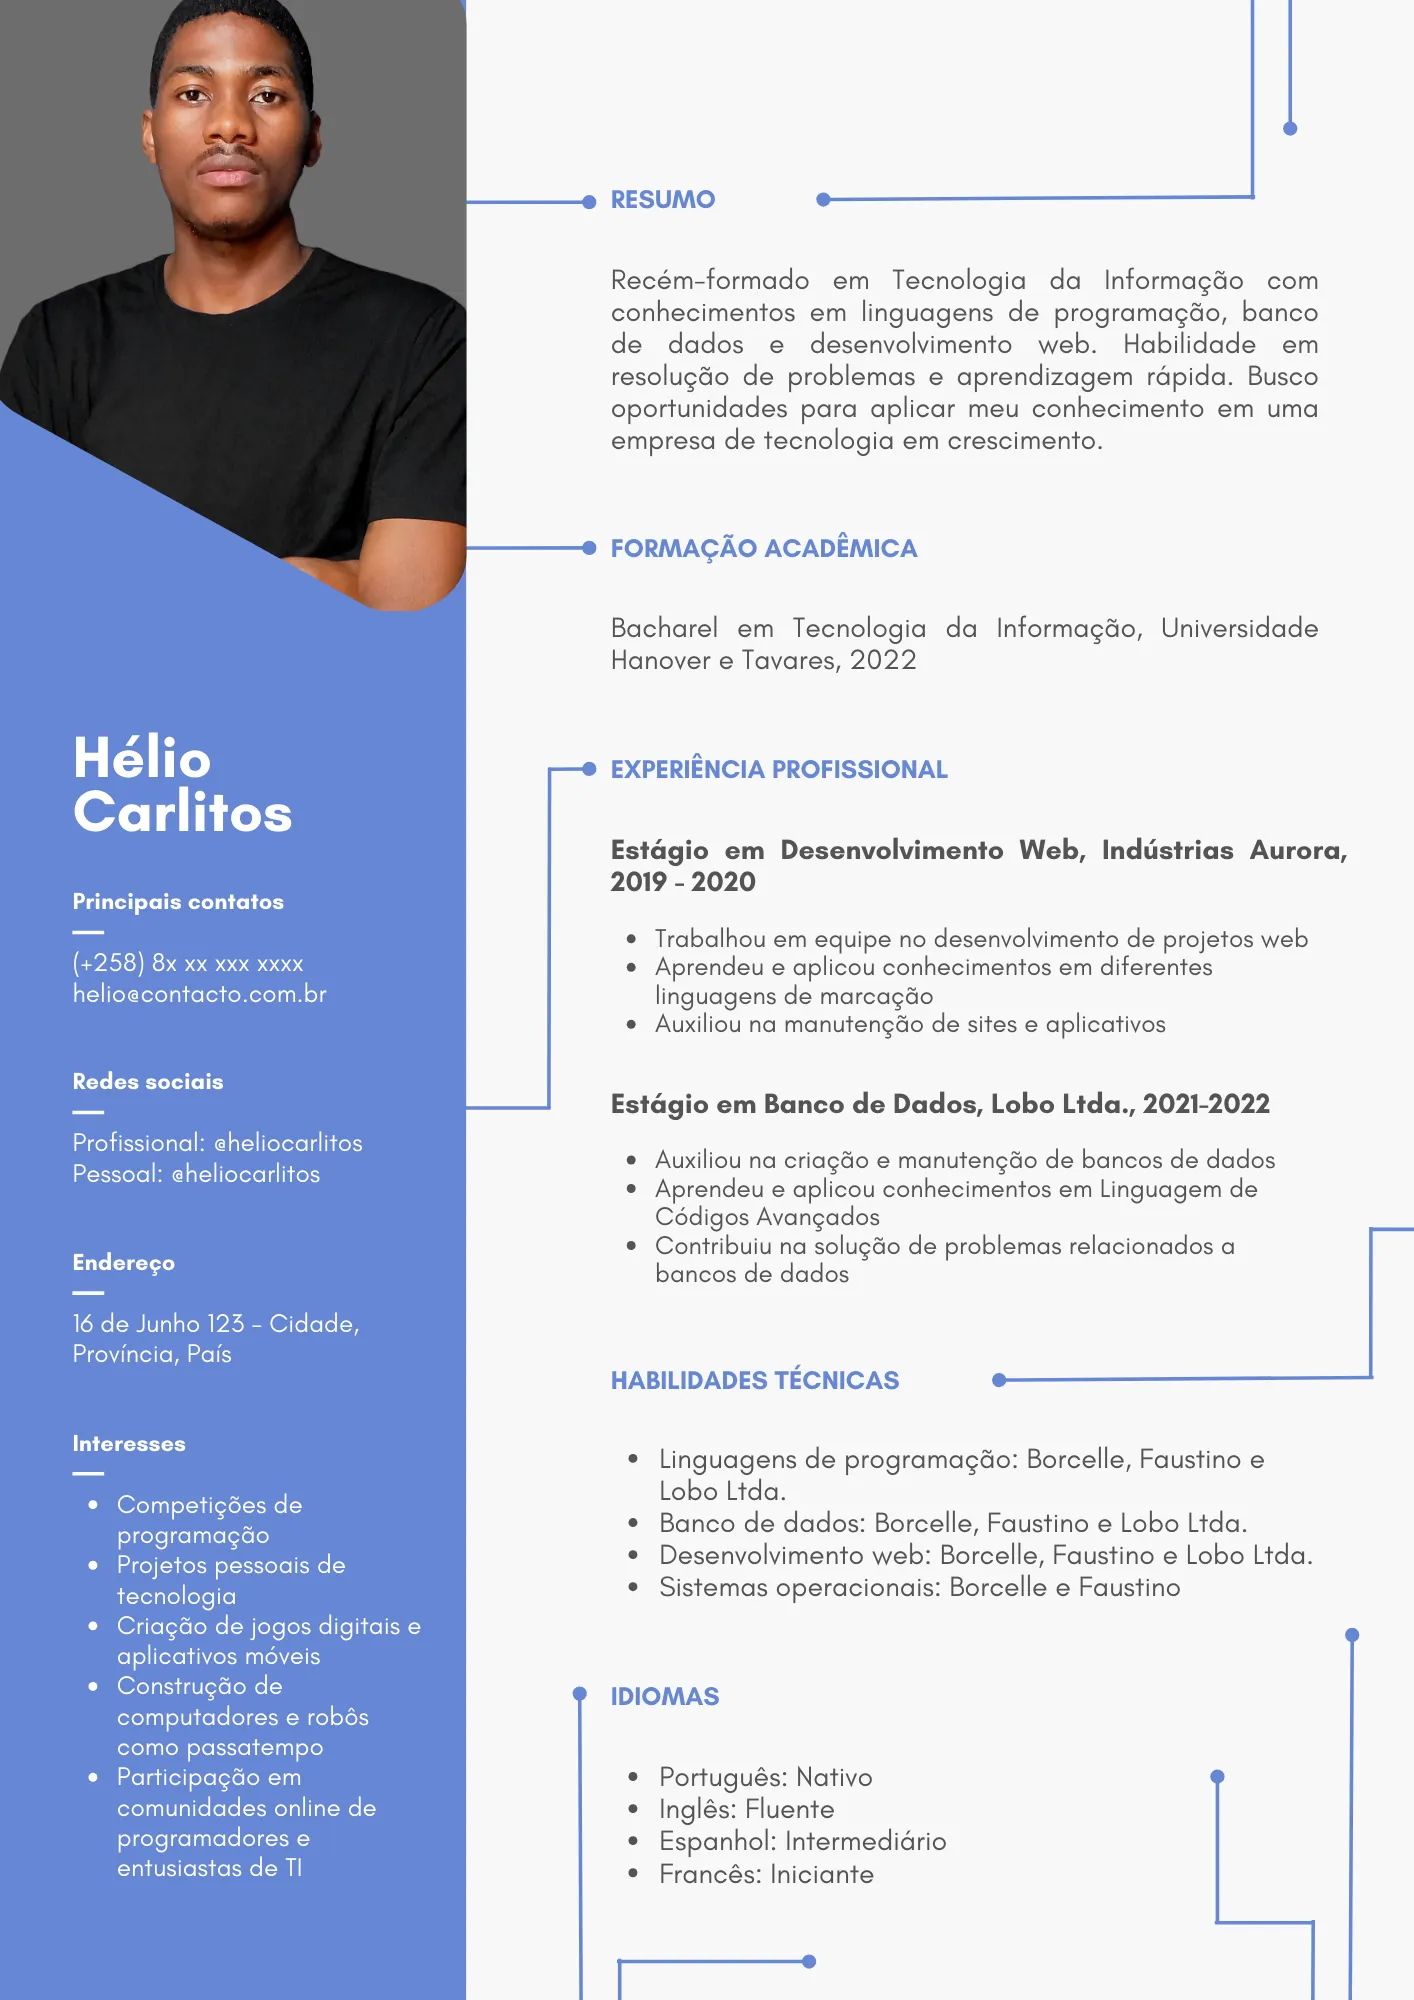 Hélio
Carlitos
Principais contatos
(+258) 8x xx xxx xxxx
helio@contacto.com.br
Redes sociais
Profissional: @heliocarlitos
Pessoal: @heliocarlitos
Endereço
16 de Junho 123 - Cidade,
Província, País
Interesses
• Competições de
programação
• Projetos pessoais de
tecnologia
• Criação de jogos digitais e
aplicativos móveis
• Construção de
computadores e robôs
como passatempo
• Participação em
comunidades online de
programadores e
entusiastas de TI
RESUMO
Recém-formado em Tecnologia da Informação com
conhecimentos em linguagens de programação, banco
de dados e desenvolvimento web. Habilidade em
resolução de problemas e aprendizagem rápida. Busco
oportunidades para aplicar meu conhecimento em uma
empresa de tecnologia em crescimento.
FORMAÇÃO ACADÊMICA
Bacharel em Tecnologia da Informação, Universidade
Hanover e Tavares, 2022
EXPERIÊNCIA PROFISSIONAL
Estágio em Desenvolvimento Web, Indústrias Aurora,
2019 - 2020
• Trabalhou em equipe no desenvolvimento de projetos web
• Aprendeu e aplicou conhecimentos em diferentes
linguagens de marcação
• Auxiliou na manutenção de sites e aplicativos
Estágio em Banco de Dados, Lobo Ltda., 2021-2022
• Auxiliou na criação e manutenção de bancos de dados
• Aprendeu e aplicou conhecimentos em Linguagem de
Códigos Avançados
• Contribuiu na solução de problemas relacionados a
bancos de dados
HABILIDADES TÉCNICAS
• Linguagens de programação: Borcelle, Faustino e
Lobo Ltda.
• Banco de dados: Borcelle, Faustino e Lobo Ltda.
• Desenvolvimento web: Borcelle, Faustino e Lobo Ltda.
• Sistemas operacionais: Borcelle e Faustino
IDIOMAS
• Português: Nativo
• Inglês: Fluente
• Espanhol: Intermediário
• Francês: Iniciante